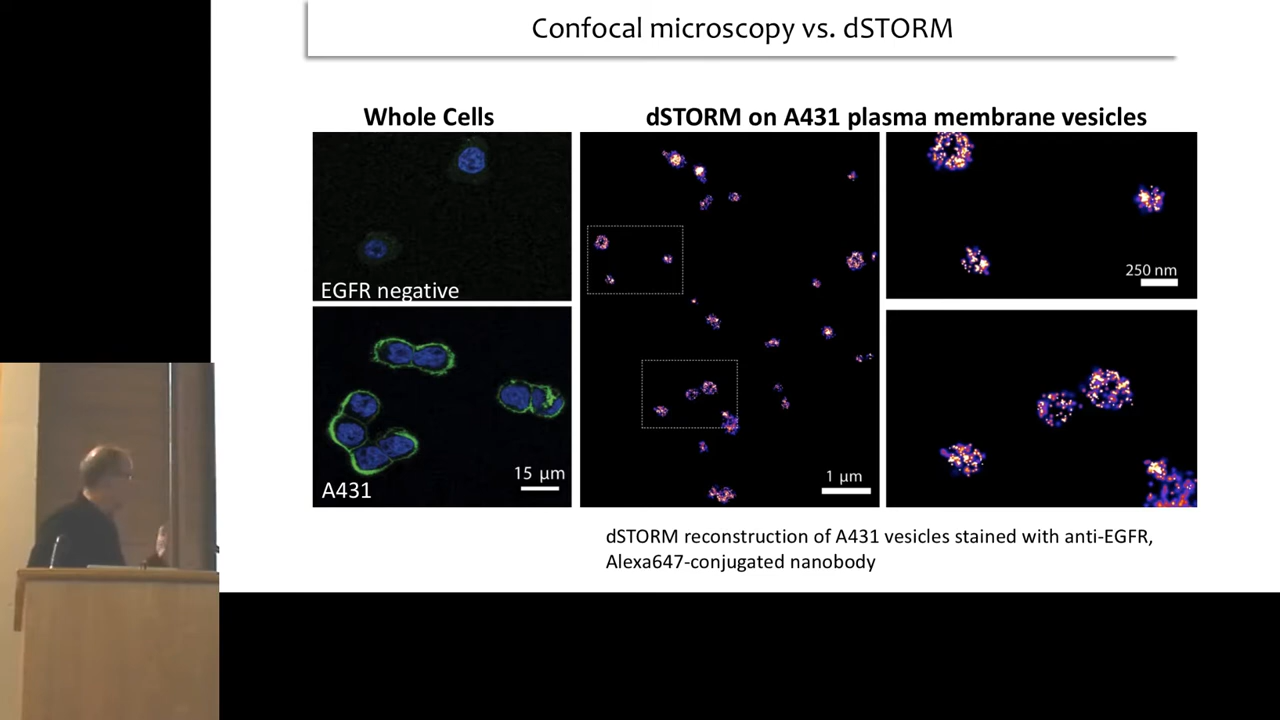 Confocal microscopy vs. dSTORM
Whole Cells
dSTORM on A431 plasma membrane vesicles
EGFR negative
A431
15 μm
1 μm
250 nm
dSTORM reconstruction of A431 vesicles stained with anti-EGFR,
Alexa647-conjugated nanobody